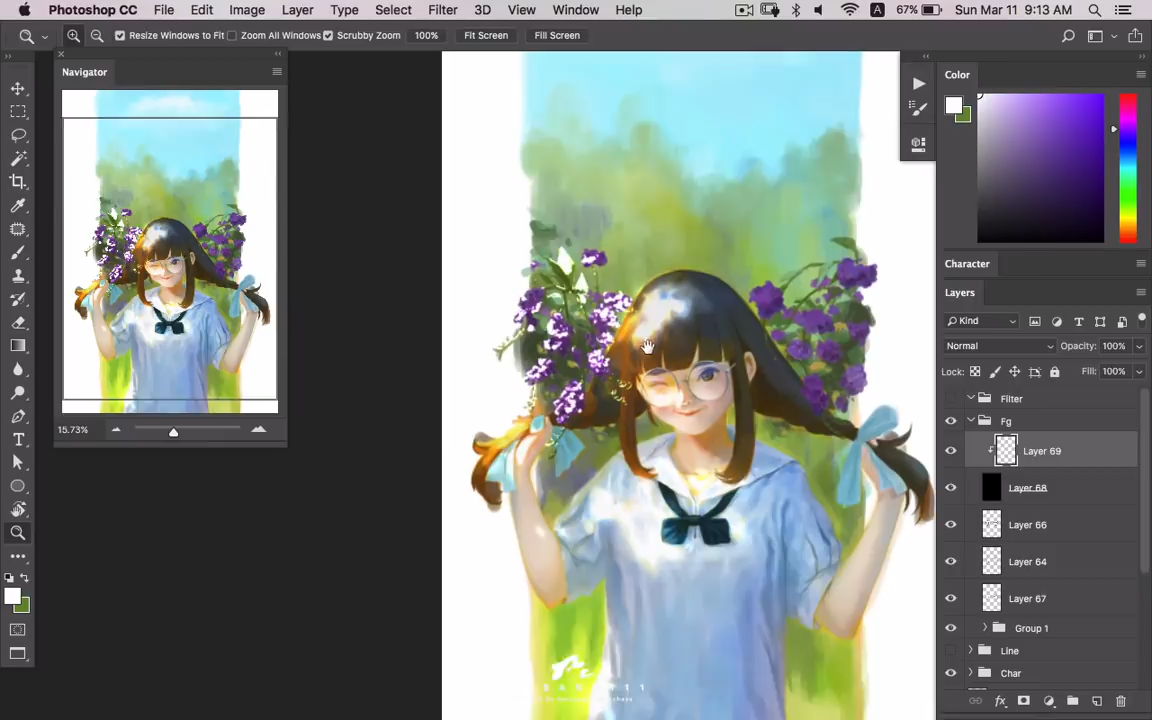 Photoshop CC File Edit Image Layer Type Select Filter 3D View Window Help A 67% Sun Mar 11 9:13 AM
Resize Windows to Fit Zoom All Windows Scrubby Zoom 100% Fit Screen Fill Screen
Navigator
15.73%
Color
Character
Layers
Kind
Normal Opacity: 100%
Lock: Fill: 100%
Filter
Fg
Layer 69
Layer 68
Layer 66
Layer 64
Layer 67
Group 1
Line
Char